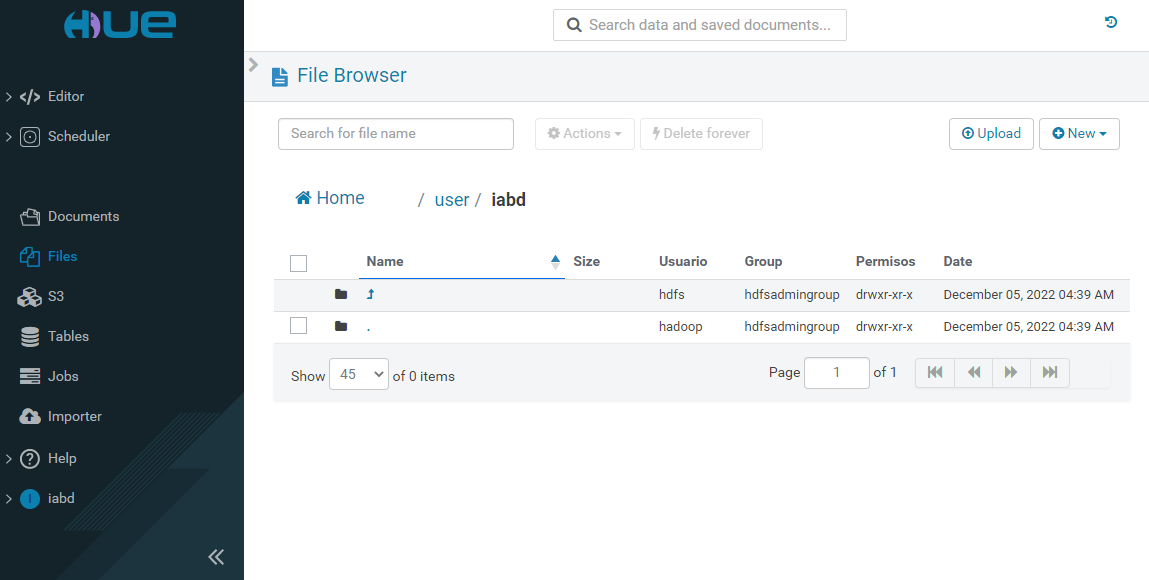 HUE
Search data and saved documents...
File Browser
Editor
Scheduler
Documents
Files
S3
Tables
Jobs
Importer
Help
I iabd
Search for file name
Actions
Delete forever
Upload
New
Home / user / iabd
Name Size Usuario Group Permisos Date
hdfs hdfsadmingroup drwxr-xr-x December 05, 2022 04:39 AM
. hadoop hdfsadmingroup drwxr-xr-x December 05, 2022 04:39 AM
Show 45 of 0 items Page 1 of 1